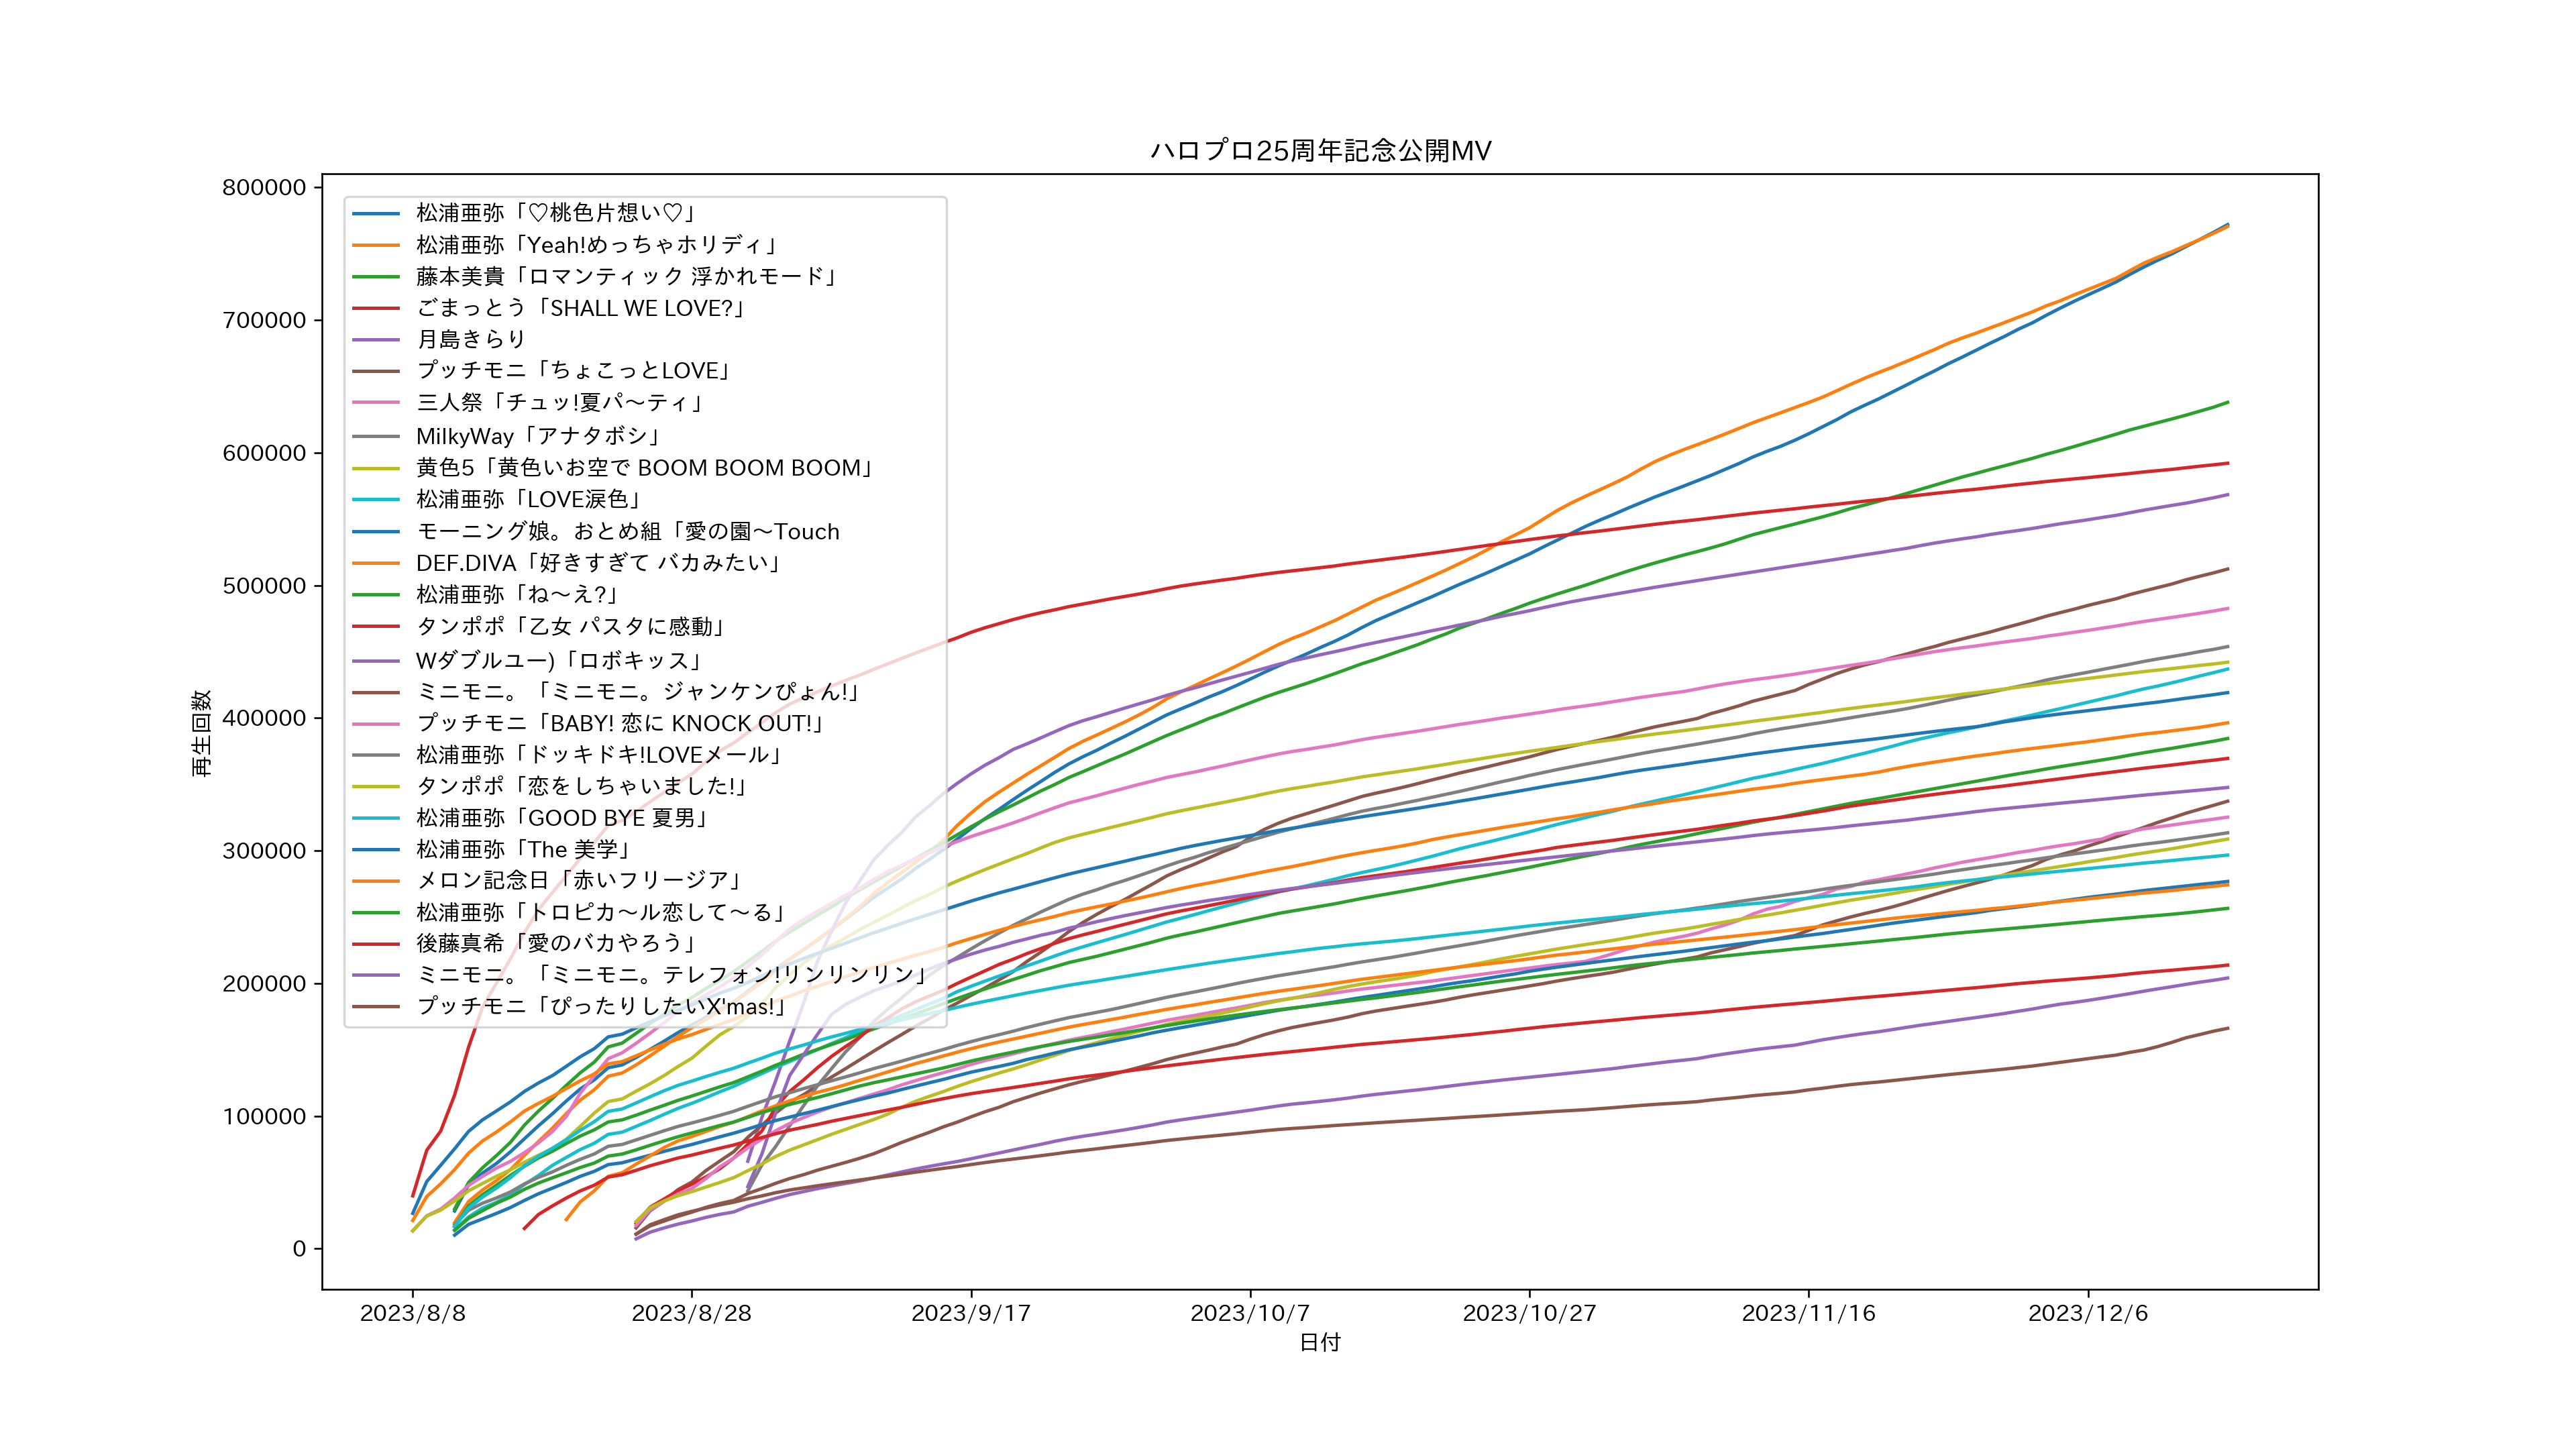 ハロプロ25周年記念公開MV
800000
700000
600000
500000
400000
300000
200000
100000
0
再生回数
松浦亜弥「♡桃色片想い♡」
松浦亜弥「Yeah!めっちゃホリディ」
藤本美貴「ロマンティック 浮かれモード」
ごまっとう「SHALL WE LOVE?」
月島きらり
プッチモニ「ちょこっとLOVE」
三人祭「チュッ!夏パ〜ティ」
MilkyWay「アナタボシ」
黄色5「黄色いお空で BOOM BOOM BOOM」
松浦亜弥「LOVE涙色」
モーニング娘。おとめ組「愛の園〜Touch
DEF.DIVA「好きすぎて バカみたい」
松浦亜弥「ね〜え?」
タンポポ「乙女 パスタに感動」
Wダブルユー)「ロボキッス」
ミニモニ。「ミニモニ。ジャンケンぴょん!」
プッチモニ「BABY! 恋に KNOCK OUT!」
松浦亜弥「ドッキドキ!LOVEメール」
タンポポ「恋をしちゃいました!」
松浦亜弥「GOOD BYE 夏男」
松浦亜弥「The 美学」
メロン記念日「赤いフリージア」
松浦亜弥「トロピカ〜ル恋して〜る」
後藤真希「愛のバカやろう」
ミニモニ。「ミニモニ。テレフォン!リンリンリン」
プッチモニ「ぴったりしたいX'mas!」
2023/8/8
2023/8/28
2023/9/17
2023/10/7
2023/10/27
2023/11/16
2023/12/6
日付